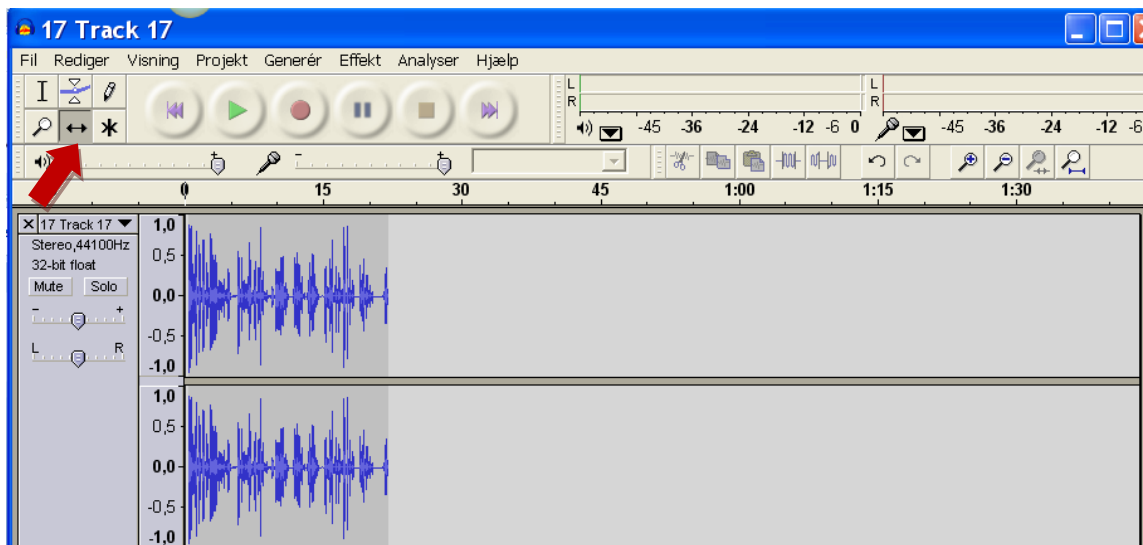 17 Track 17
Fil Rediger Visning Projekt Generér Effekt Analyser Hjælp
L
R
-45 -36 -24 -12 -6 0
L
R
-45 -36 -24 -12 -6
0 15 30 45 1:00 1:15 1:30
17 Track 17
Stereo,44100Hz
32-bit float
Mute Solo
- +
L R
1,0
0,5
0,0
-0,5
-1,0
1,0
0,5
0,0
-0,5
-1,0